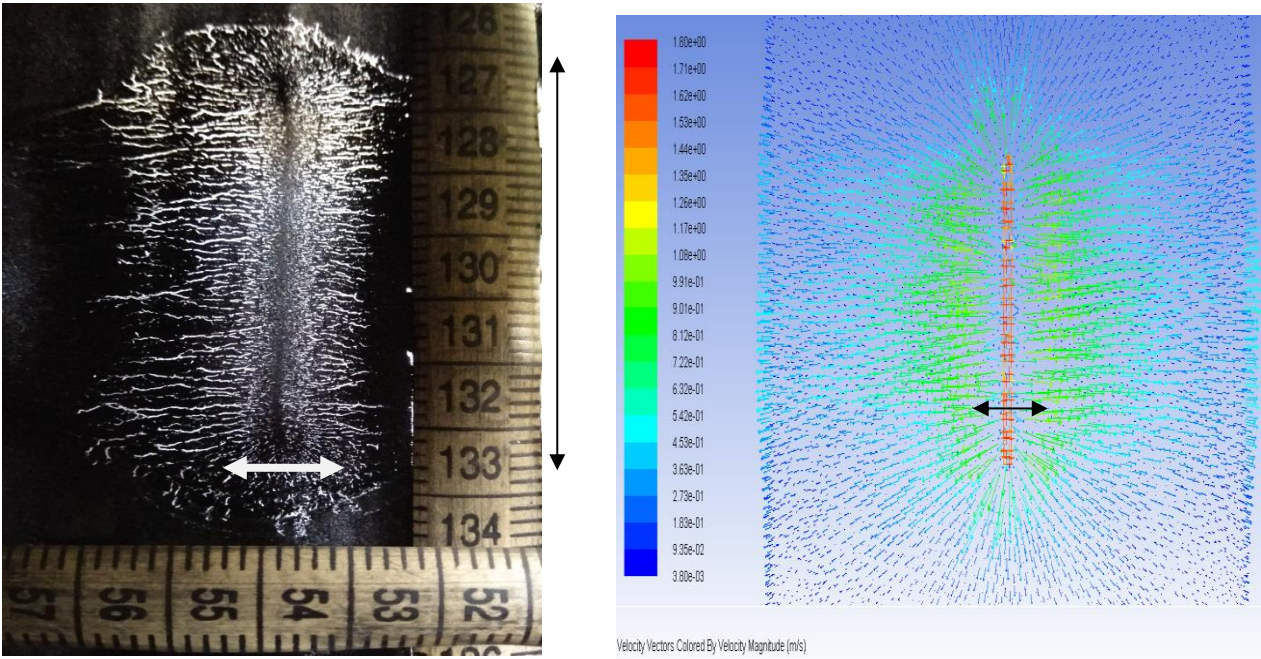 126
127
128
129
130
131
132
133
134
57 56 55 54 53 52
1.80e+00
1.71e+00
1.62e+00
1.53e+00
1.44e+00
1.35e+00
1.26e+00
1.17e+00
1.08e+00
9.91e-01
9.01e-01
8.12e-01
7.22e-01
6.32e-01
5.42e-01
4.53e-01
3.63e-01
2.73e-01
1.83e-01
9.35e-02
3.80e-03
Velocity Vectors Colored By Velocity Magnitude (m/s)